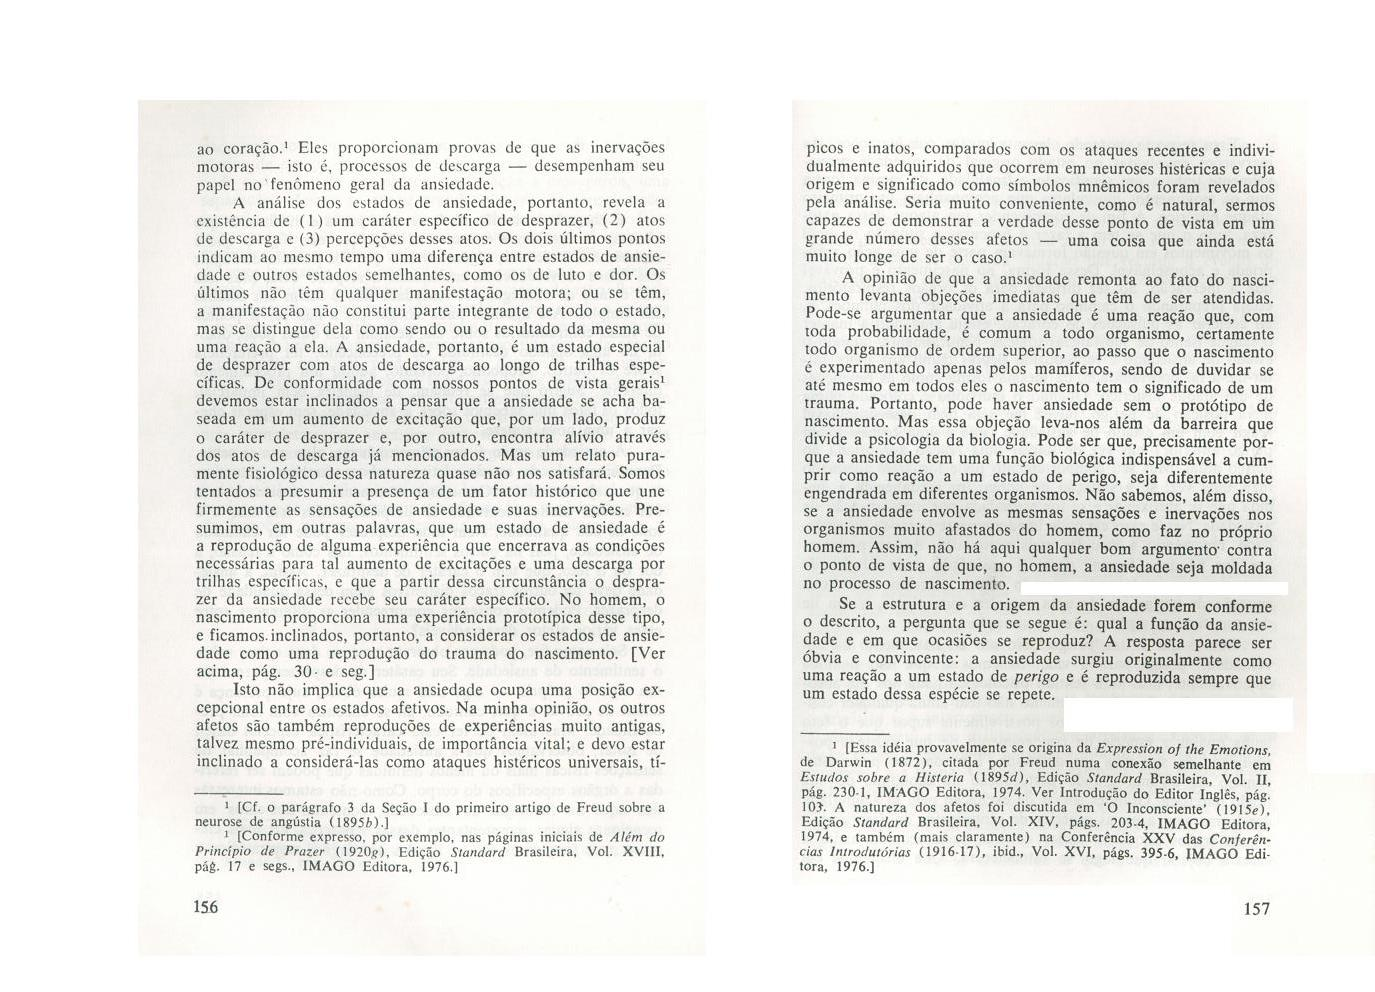 ao coração.¹ Eles proporcionam provas de que as inervações
motoras — isto é, processos de descarga — desempenham seu
papel no fenômeno geral da ansiedade.
A análise dos estados de ansiedade, portanto, revela a
existência de (1) um caráter específico de desprazer, (2) atos
de descarga e (3) percepções desses atos. Os dois últimos pontos
indicam ao mesmo tempo uma diferença entre estados de ansie-
dade e outros estados semelhantes, como os de luto e dor. Os
últimos não têm qualquer manifestação motora; ou se têm,
a manifestação não constitui parte integrante de todo o estado,
mas se distingue dela como sendo ou o resultado da mesma ou
uma reação a ela. A ansiedade, portanto, é um estado especial
de desprazer com atos de descarga ao longo de trilhas espe-
cíficas. De conformidade com nossos pontos de vista gerais¹
devemos estar inclinados a pensar que a ansiedade se acha ba-
seada em um aumento de excitação que, por um lado, produz
o caráter de desprazer e, por outro, encontra alívio através
dos atos de descarga já mencionados. Mas um relato pura-
mente fisiológico dessa natureza quase não nos satisfará. Somos
tentados a presumir a presença de um fator histórico que une
firmemente as sensações de ansiedade e suas inervações. Pre-
sumimos, em outras palavras, que um estado de ansiedade é
a reprodução de alguma experiência que encerrava as condições
necessárias para tal aumento de excitações e uma descarga por
trilhas específicas, e que a partir dessa circunstância o despra-
zer da ansiedade recebe seu caráter específico. No homem, o
nascimento proporciona uma experiência prototípica desse tipo,
e ficamos inclinados, portanto, a considerar os estados de ansie-
dade como uma reprodução do trauma do nascimento. [Ver
acima, pág. 30 e seg.]
Isto não implica que a ansiedade ocupa uma posição ex-
cepcional entre os estados afetivos. Na minha opinião, os outros
afetos são também reproduções de experiências muito antigas,
talvez mesmo pré-individuais, de importância vital; e devo estar
inclinado a considerá-las como ataques histéricos universais, tí-
¹ [Cf. o parágrafo 3 da Seção I do primeiro artigo de Freud sobre a
neurose de angústia (1895b).]
¹ [Conforme expresso, por exemplo, nas páginas iniciais de Além do
Princípio de Prazer (1920g), Edição Standard Brasileira, Vol. XVIII,
pág. 17 e segs., IMAGO Editora, 1976.]
156
picos e inatos, comparados com os ataques recentes e indivi-
dualmente adquiridos que ocorrem em neuroses histéricas e cuja
origem e significado como símbolos mnêmicos foram revelados
pela análise. Seria muito conveniente, como é natural, sermos
capazes de demonstrar a verdade desse ponto de vista em um
grande número desses afetos — uma coisa que ainda está
muito longe de ser o caso.¹
A opinião de que a ansiedade remonta ao fato do nasci-
mento levanta objeções imediatas que têm de ser atendidas.
Pode-se argumentar que a ansiedade é uma reação que, com
toda probabilidade, é comum a todo organismo, certamente
todo organismo de ordem superior, ao passo que o nascimento
é experimentado apenas pelos mamíferos, sendo de duvidar se
até mesmo em todos eles o nascimento tem o significado de um
trauma. Portanto, pode haver ansiedade sem o protótipo de
nascimento. Mas essa objeção leva-nos além da barreira que
divide a psicologia da biologia. Pode ser que, precisamente por-
que a ansiedade tem uma função biológica indispensável a cum-
prir como reação a um estado de perigo, seja diferentemente
engendrada em diferentes organismos. Não sabemos, além disso,
se a ansiedade envolve as mesmas sensações e inervações nos
organismos muito afastados do homem, como faz no próprio
homem. Assim, não há aqui qualquer bom argumento contra
o ponto de vista de que, no homem, a ansiedade seja moldada
no processo de nascimento.
Se a estrutura e a origem da ansiedade forem conforme
o descrito, a pergunta que se segue é: qual a função da ansie-
dade e em que ocasiões se reproduz? A resposta parece ser
óbvia e convincente: a ansiedade surgiu originalmente como
uma reação a um estado de perigo e é reproduzida sempre que
um estado dessa espécie se repete.
¹ [Essa idéia provavelmente se origina da Expression of the Emotions,
de Darwin (1872), citada por Freud numa conexão semelhante em
Estudos sobre a Histeria (1895d), Edição Standard Brasileira, Vol. II,
pág. 230-1, IMAGO Editora, 1974. Ver Introdução do Editor Inglês, pág.
103. A natureza dos afetos foi discutida em ‘O Inconsciente’ (1915e),
Edição Standard Brasileira, Vol. XIV, págs. 203-4, IMAGO Editora,
1974, e também (mais claramente) na Conferência XXV das Conferên-
cias Introdutórias (1916-17), ibid., Vol. XVI, págs. 395-6, IMAGO Edi-
tora, 1976.]
157